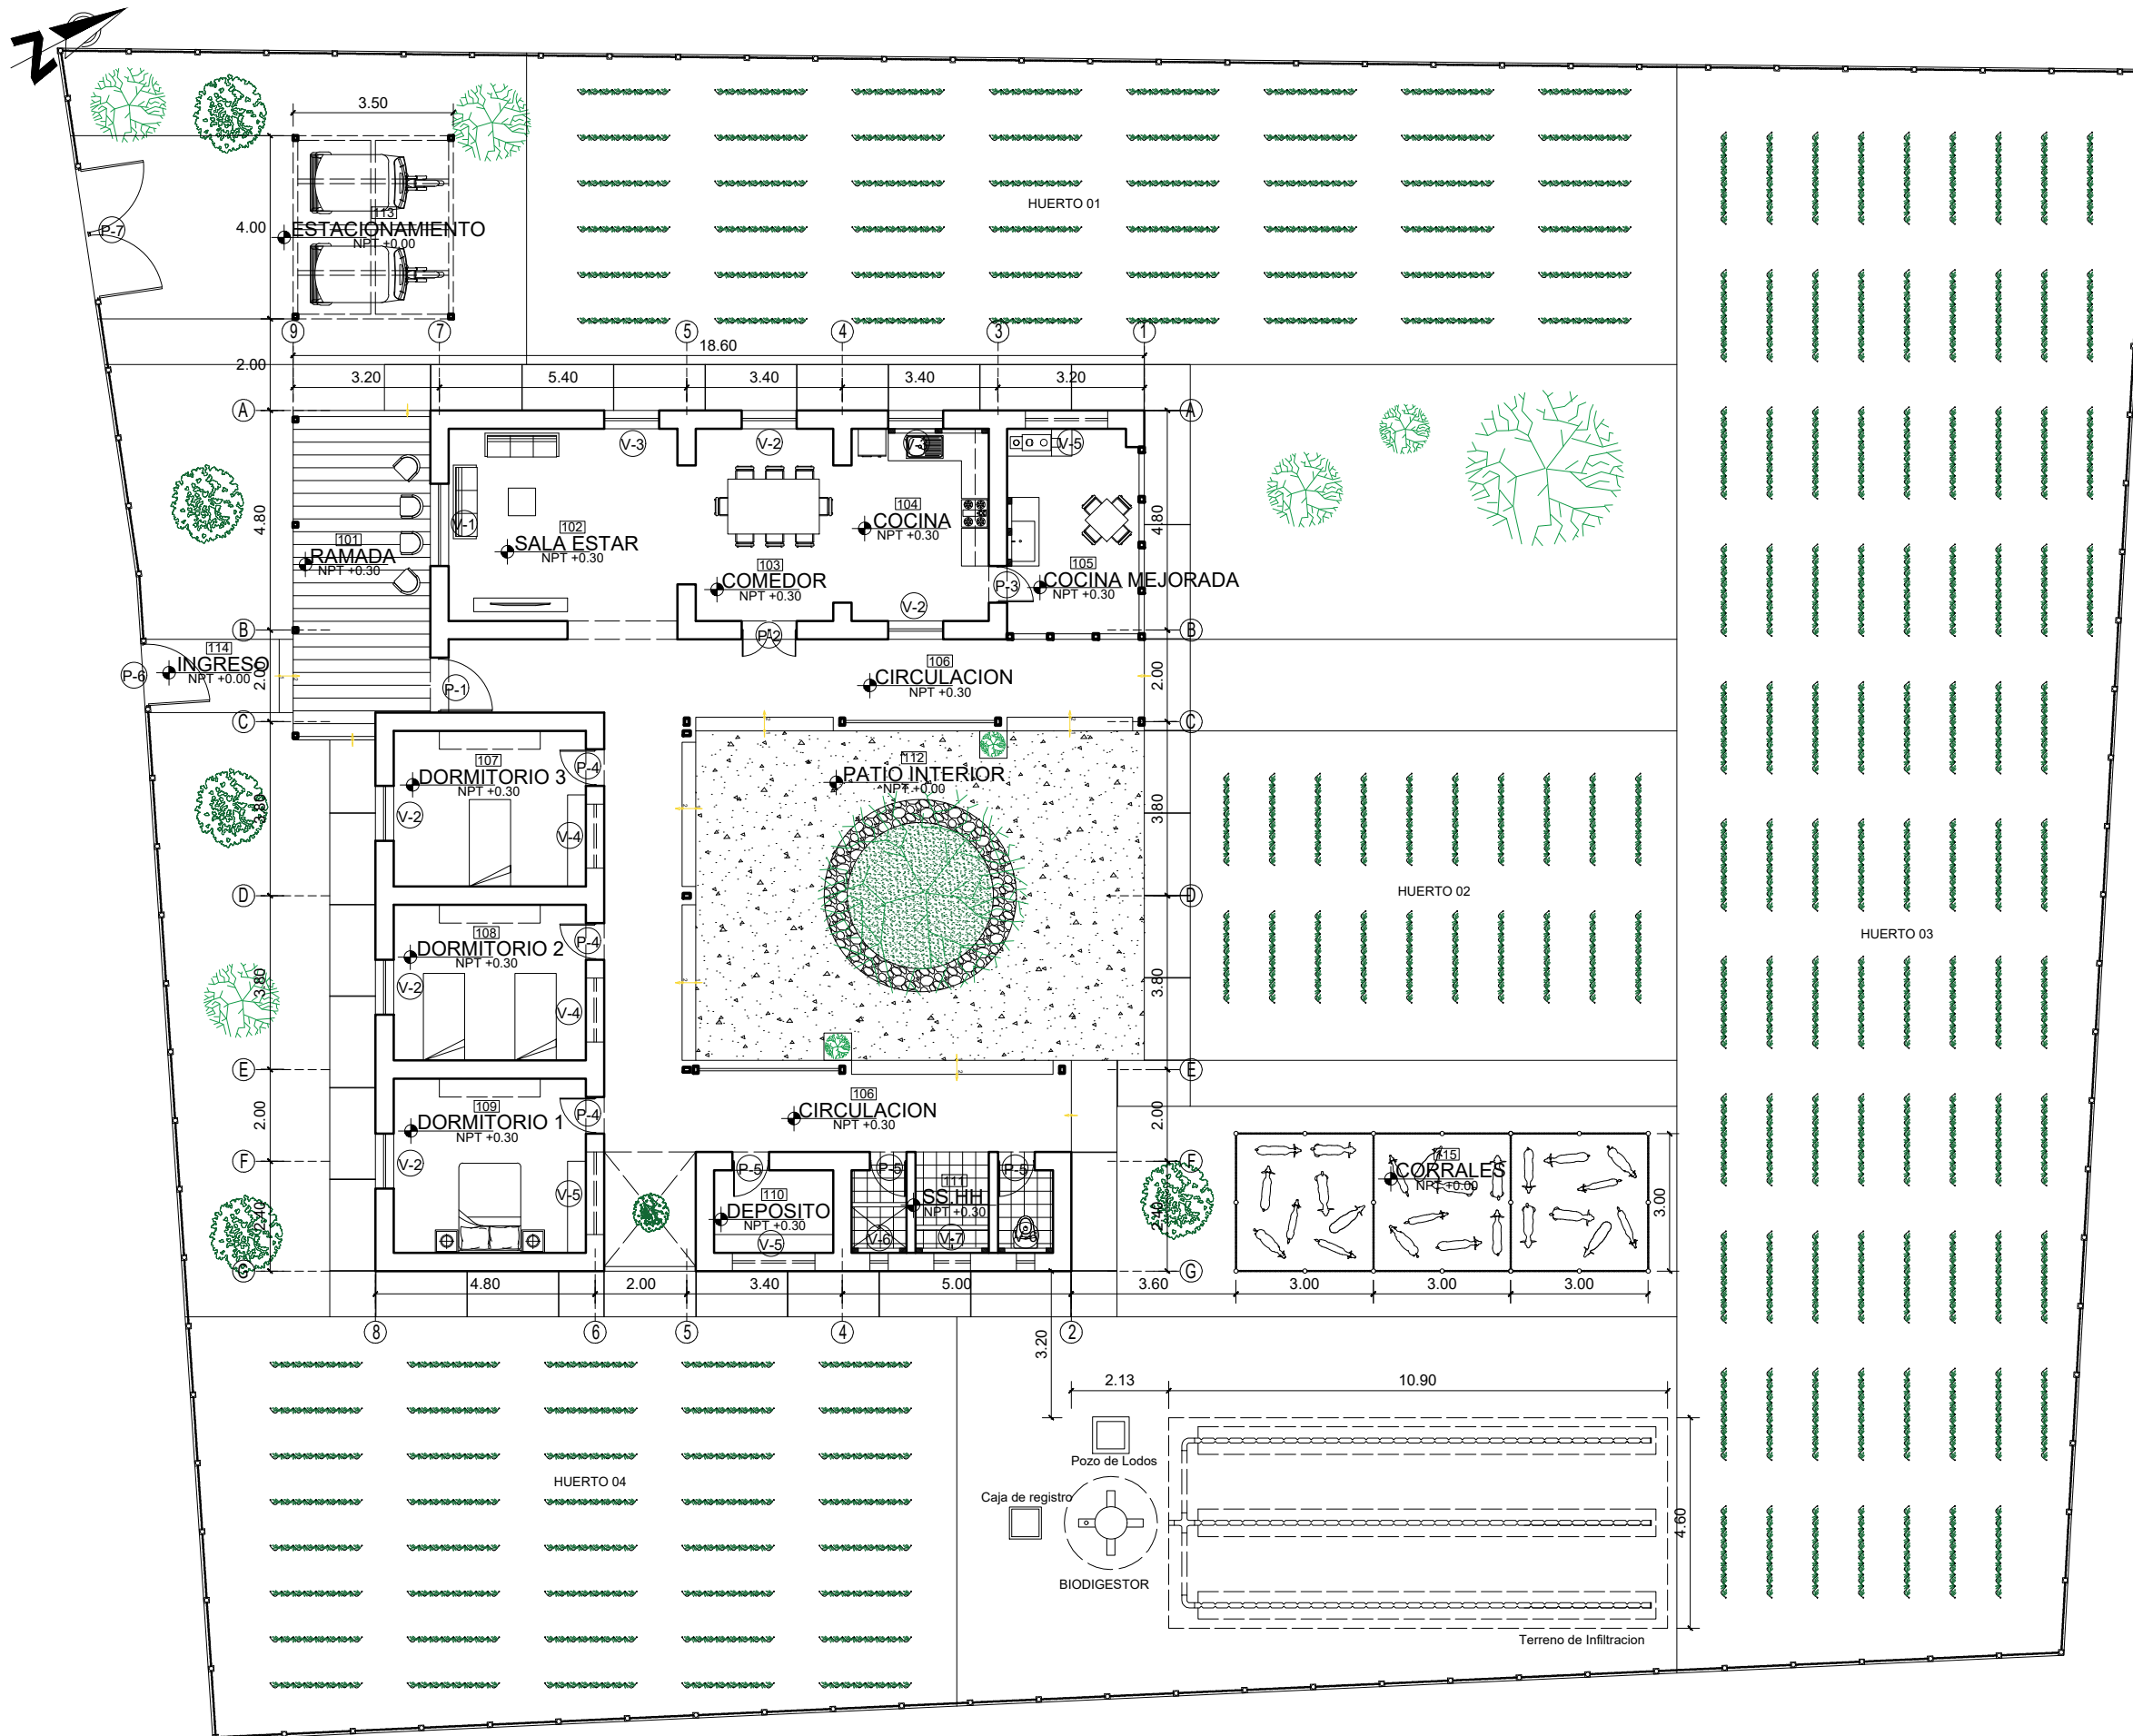 N
3.50
113
ESTACIONAMIENTO
NPT +0.00
4.00
P-7
HUERTO 01
9
7
5
4
3
1
18.60
2.00
3.20
5.40
3.40
3.40
3.20
A
A
V-3
V-2
V-3
V-5
4.80
V-1
102
SALA ESTAR
NPT +0.30
104
COCINA
NPT +0.30
4.80
101
RAMADA
NPT +0.30
103
COMEDOR
NPT +0.30
105
COCINA MEJORADA
NPT +0.30
P-3
V-2
B
P-2
B
114
INGRESO
NPT +0.00
P-6
2.00
P-1
106
CIRCULACION
NPT +0.30
2.00
C
C
107
DORMITORIO 3
NPT +0.30
P-4
112
PATIO INTERIOR
NPT +0.00
3.80
V-2
V-4
3.80
D
D
HUERTO 02
HUERTO 03
108
DORMITORIO 2
NPT +0.30
P-4
3.80
V-2
V-4
3.80
E
E
109
DORMITORIO 1
NPT +0.30
P-4
106
CIRCULACION
NPT +0.30
2.00
2.00
F
V-2
V-5
P-5
P-5
P-5
F
110
DEPOSITO
NPT +0.30
111
SS.HH
NPT +0.30
115
CORRALES
NPT +0.00
3.00
2.40
2.40
V-5
V-6
V-7
V-6
G
G
4.80
2.00
3.40
5.00
3.60
3.00
3.00
3.00
8
6
5
4
2
3.20
2.13
10.90
Pozo de Lodos
HUERTO 04
Caja de registro
4.60
BIODIGESTOR
Terreno de Infiltracion